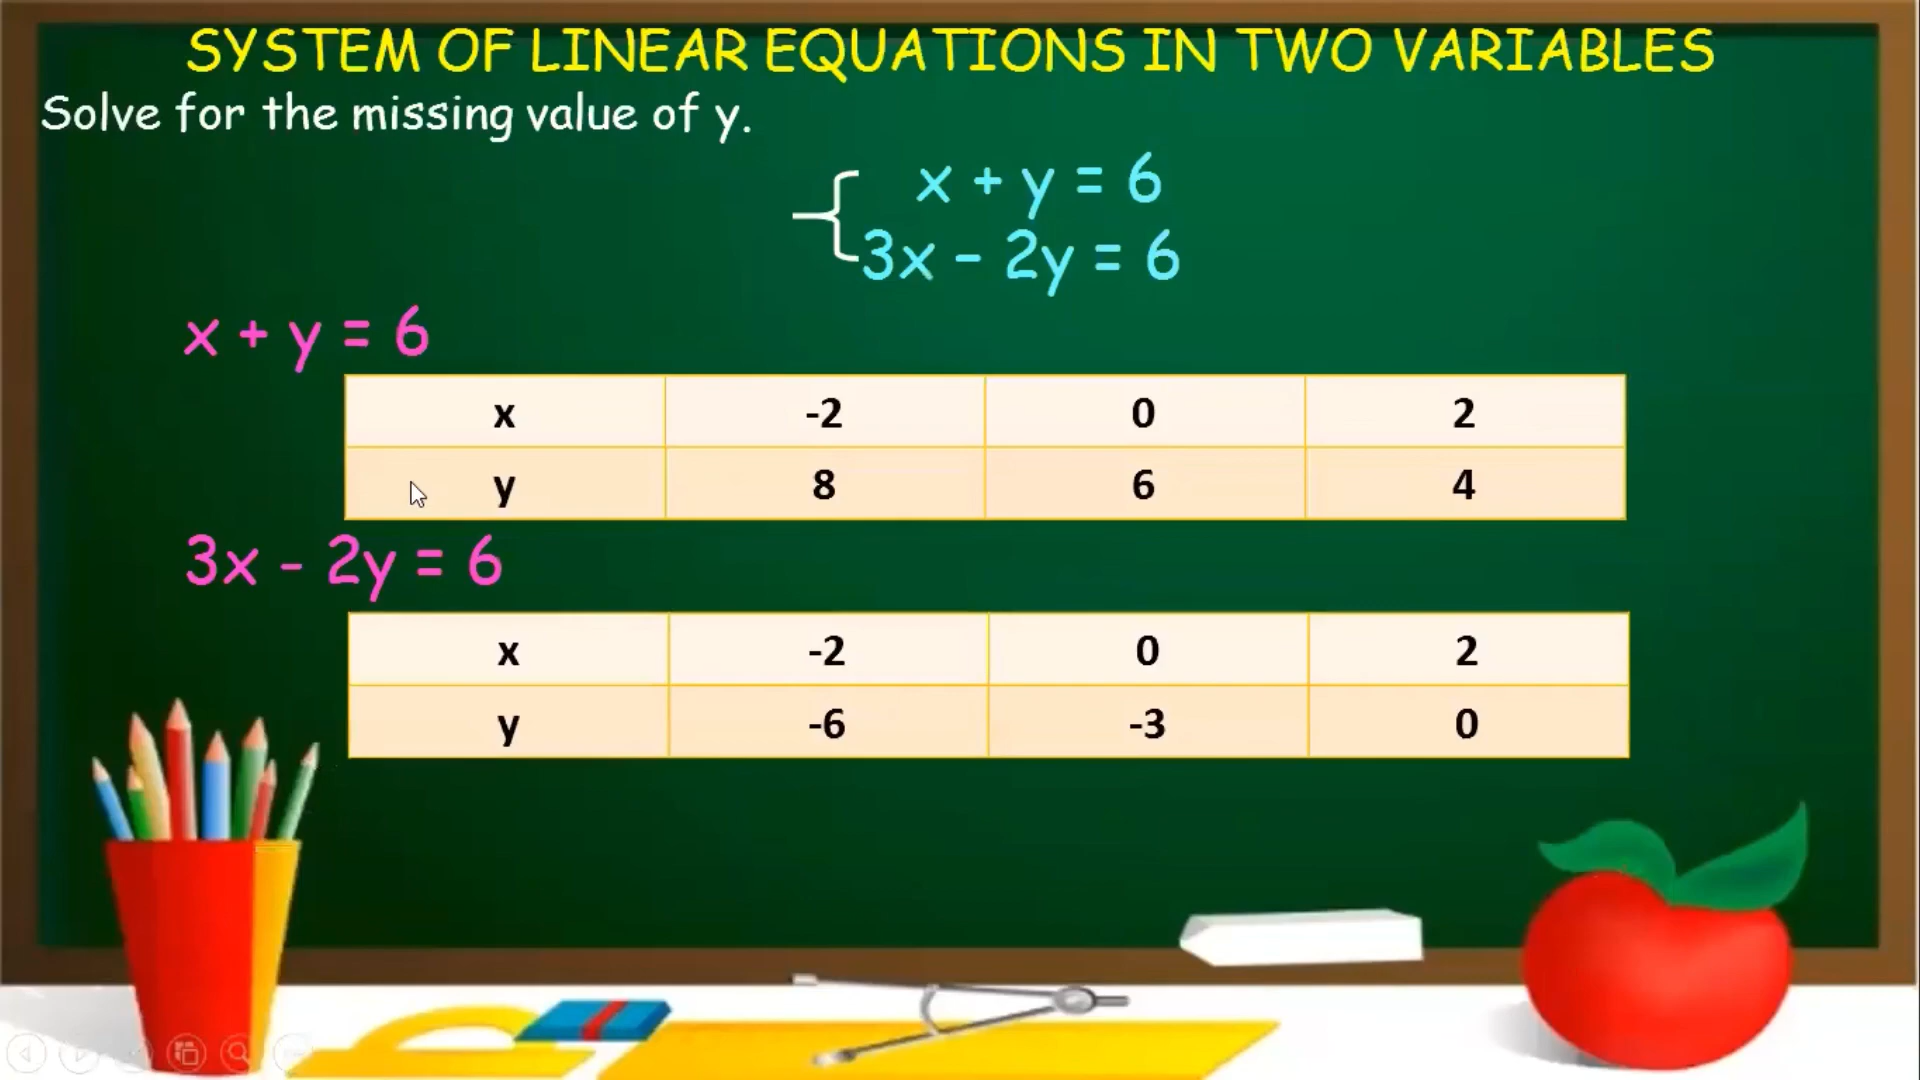 SYSTEM OF LINEAR EQUATIONS IN TWO VARIABLES
Solve for the missing value of y.
x + y = 6
3x - 2y = 6
x + y = 6
x -2 0 2
y 8 6 4
3x - 2y = 6
x -2 0 2
y -6 -3 0